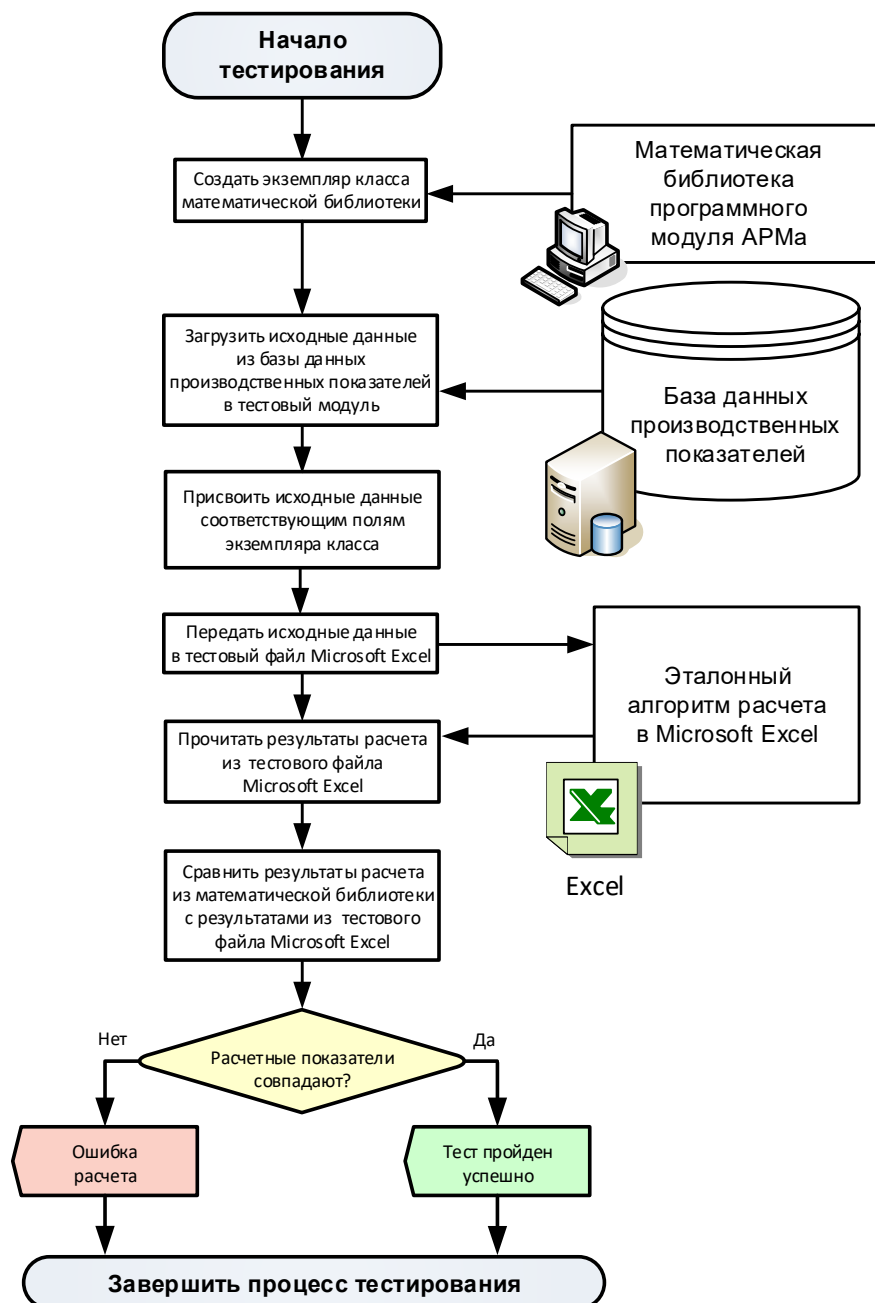 Начало
тестирования
Создать экземпляр класса
математической библиотеки
Математическая
библиотека
программного
модуля АРМа
Загрузить исходные данные
из базы данных
производственных показателей
в тестовый модуль
База данных
производственных
показателей
Присвоить исходные данные
соответствующим полям
экземпляра класса
Передать исходные данные
в тестовый файл Microsoft Excel
Эталонный
алгоритм расчета
в Microsoft Excel
Прочитать результаты расчета
из тестового файла
Microsoft Excel
Excel
Сравнить результаты расчета
из математической библиотеки
с результатами из тестового
файла Microsoft Excel
Нет
Да
Расчетные показатели
совпадают?
Ошибка
расчета
Тест пройден
успешно
Завершить процесс тестирования